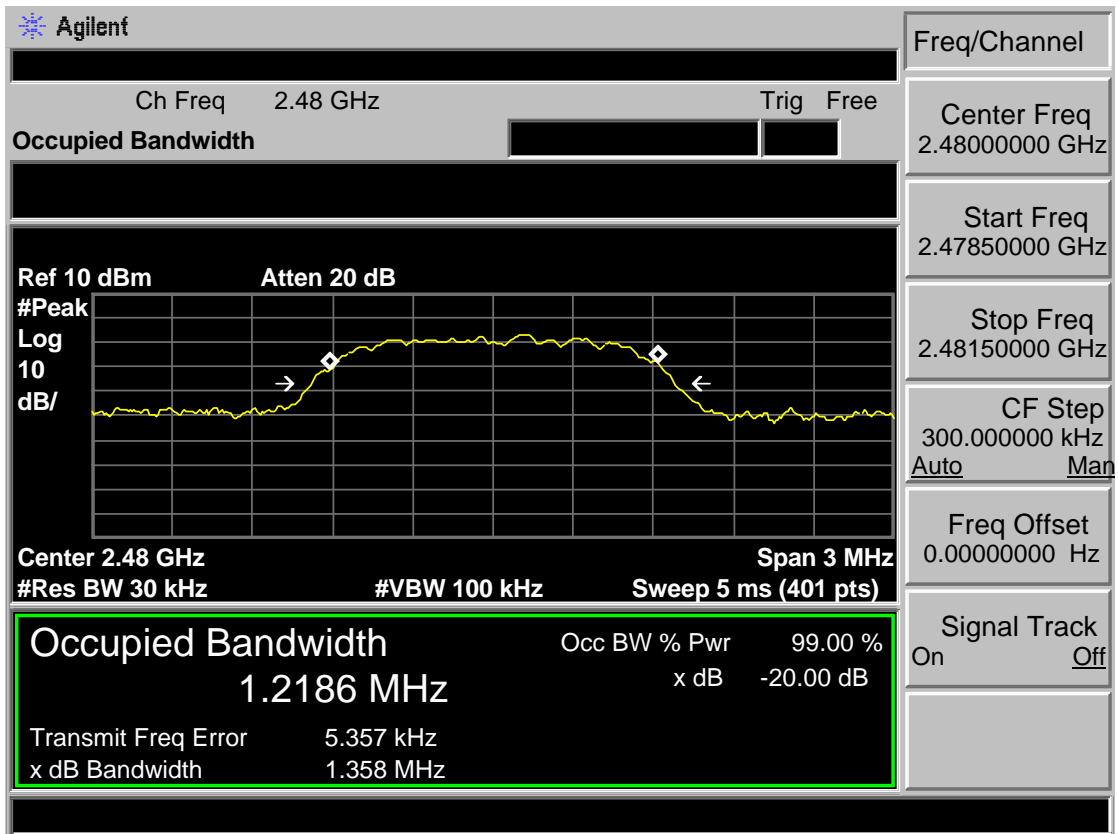 Agilent
Freq/Channel
Ch Freq 2.48 GHz Trig Free
Occupied Bandwidth
Center Freq
2.48000000 GHz
Start Freq
2.47850000 GHz
Stop Freq
2.48150000 GHz
CF Step
300.000000 kHz
Auto Man
Freq Offset
0.00000000 Hz
Signal Track
On Off
Ref 10 dBm Atten 20 dB
#Peak
Log
10
dB/
Center 2.48 GHz Span 3 MHz
#Res BW 30 kHz #VBW 100 kHz Sweep 5 ms (401 pts)
Occupied Bandwidth Occ BW % Pwr 99.00 %
1.2186 MHz x dB -20.00 dB
Transmit Freq Error 5.357 kHz
x dB Bandwidth 1.358 MHz